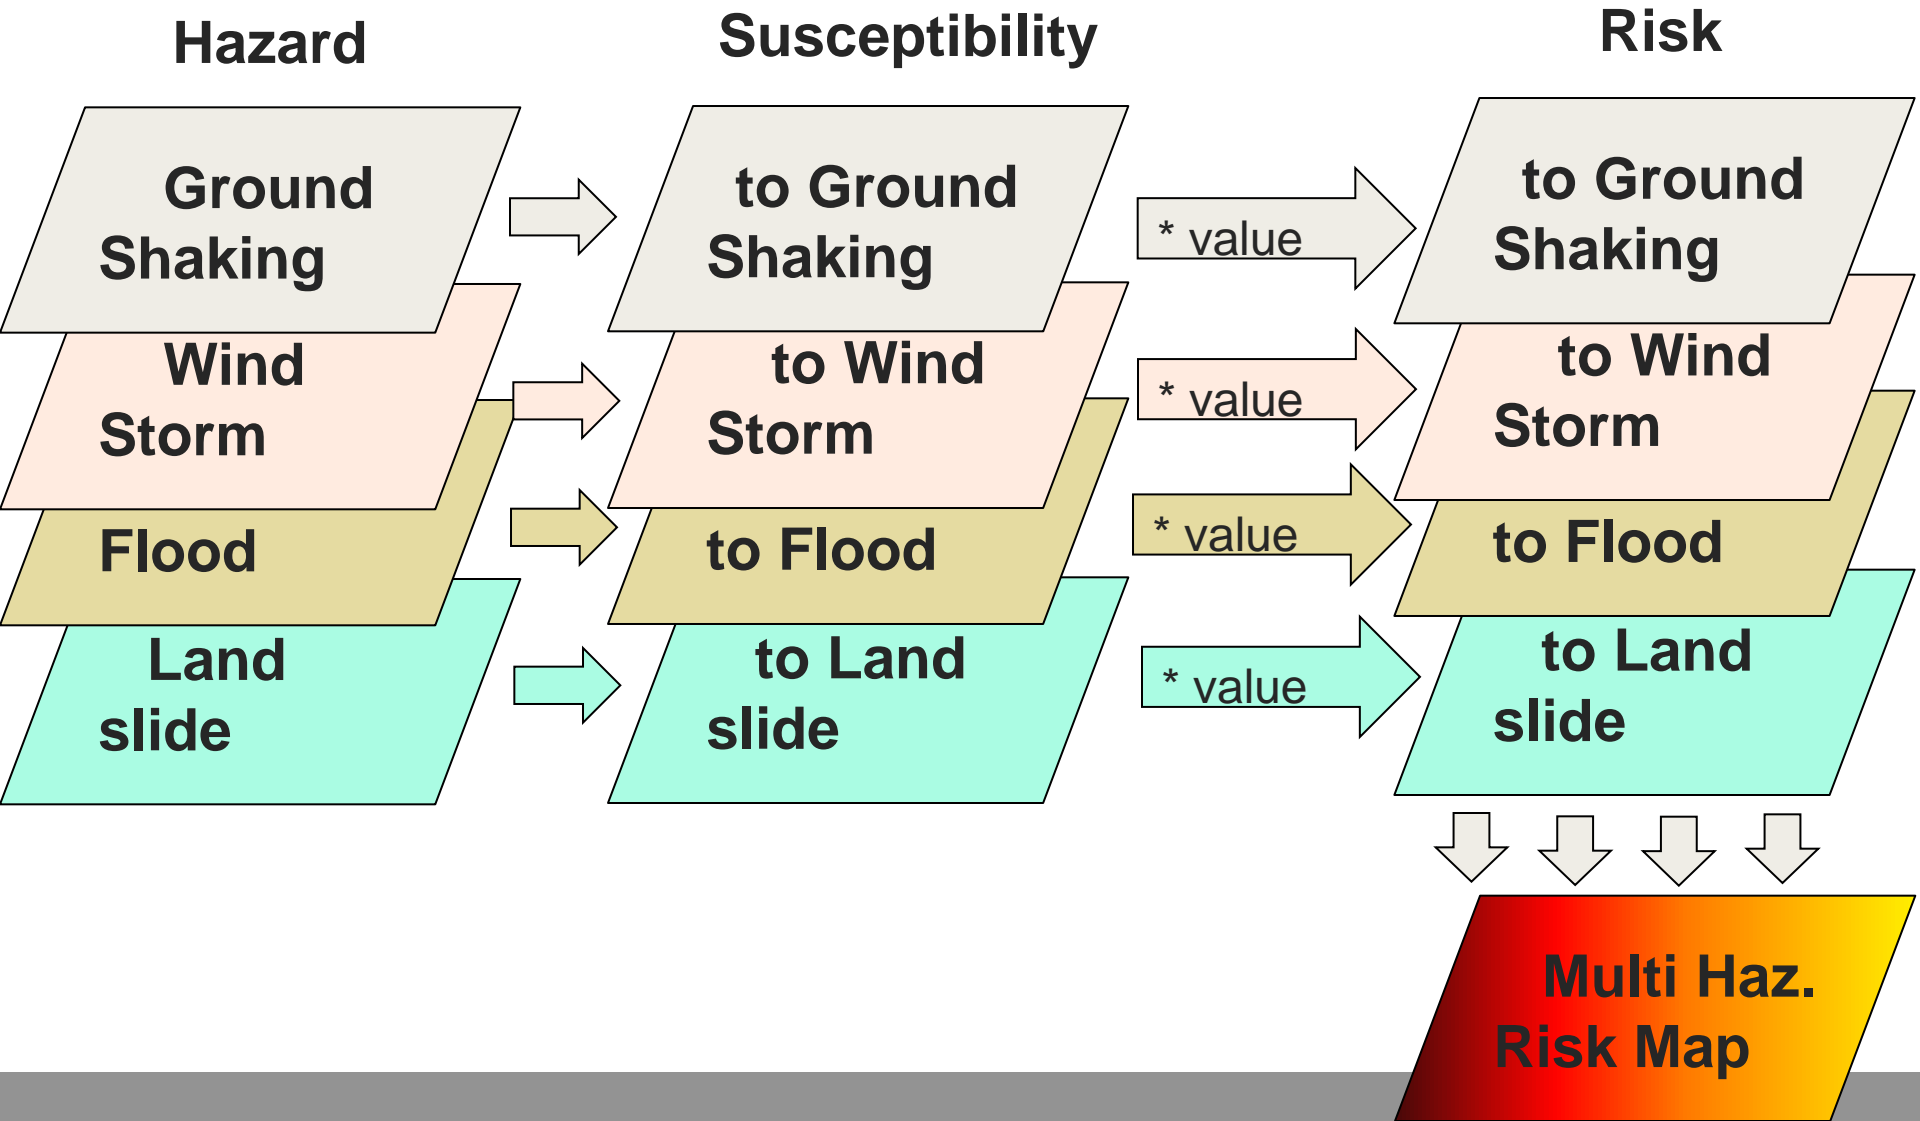 Hazard
Susceptibility
Risk
Ground
Shaking
to Ground
Shaking
* value
to Ground
Shaking
Wind
Storm
to Wind
Storm
* value
to Wind
Storm
Flood
to Flood
* value
to Flood
Land
slide
to Land
slide
* value
to Land
slide
Multi Haz.
Risk Map